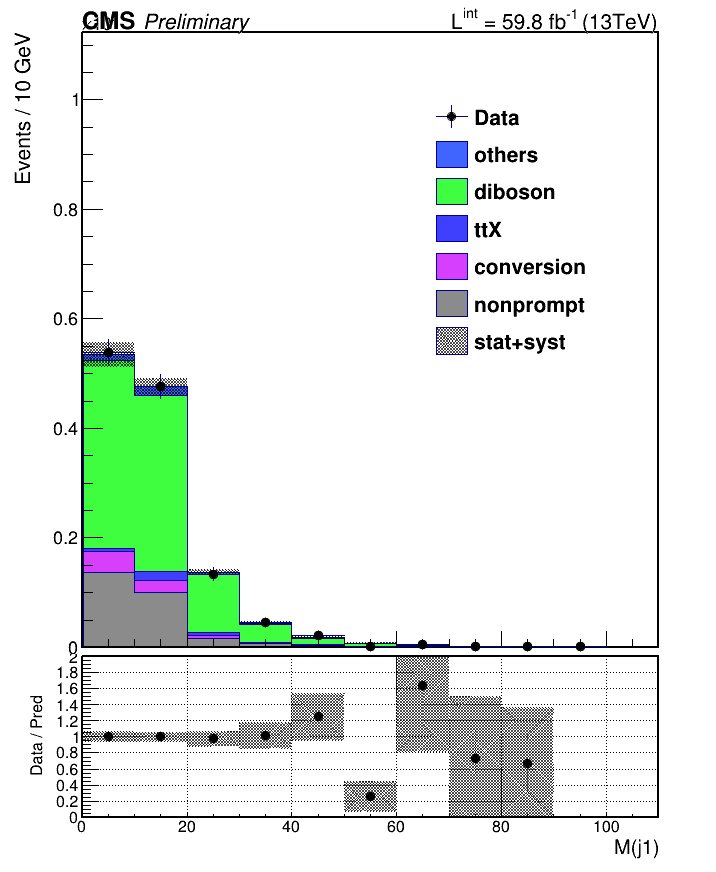 CMS Preliminary
L^int = 59.8 fb^-1 (13TeV)
Events / 10 GeV
1
0.8
0.6
0.4
0.2
0
Data
others
diboson
ttX
conversion
nonprompt
stat+syst
Data / Pred
2
1.8
1.6
1.4
1.2
1
0.8
0.6
0.4
0.2
0
0 20 40 60 80 100
M(j1)